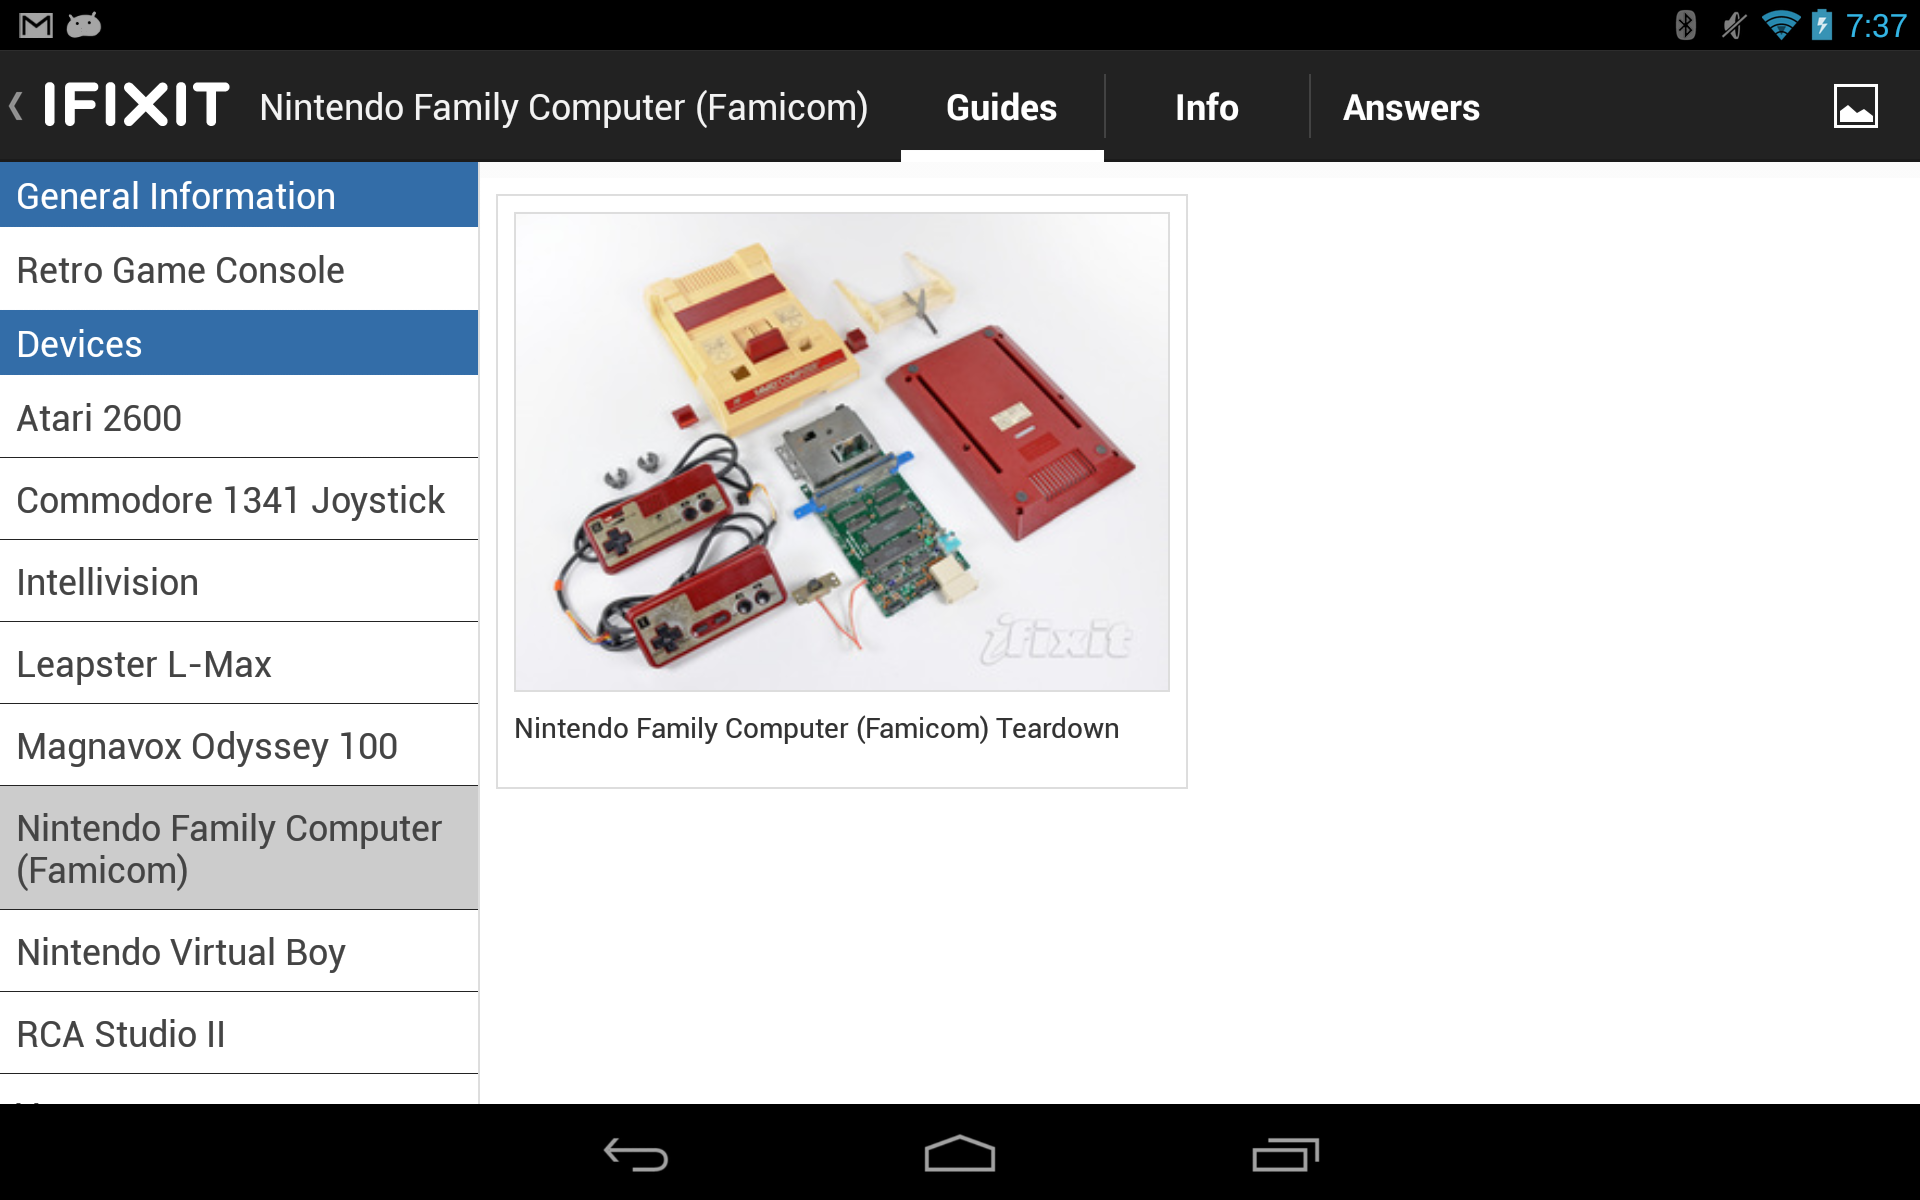 7:37
IFIXIT
Nintendo Family Computer (Famicom)
Guides
Info
Answers
General Information
Retro Game Console
Devices
Atari 2600
Commodore 1341 Joystick
Intellivision
Leapster L-Max
Magnavox Odyssey 100
Nintendo Family Computer
(Famicom)
Nintendo Virtual Boy
RCA Studio II
FAMILY COMPUTER
iFixit
Nintendo Family Computer (Famicom) Teardown